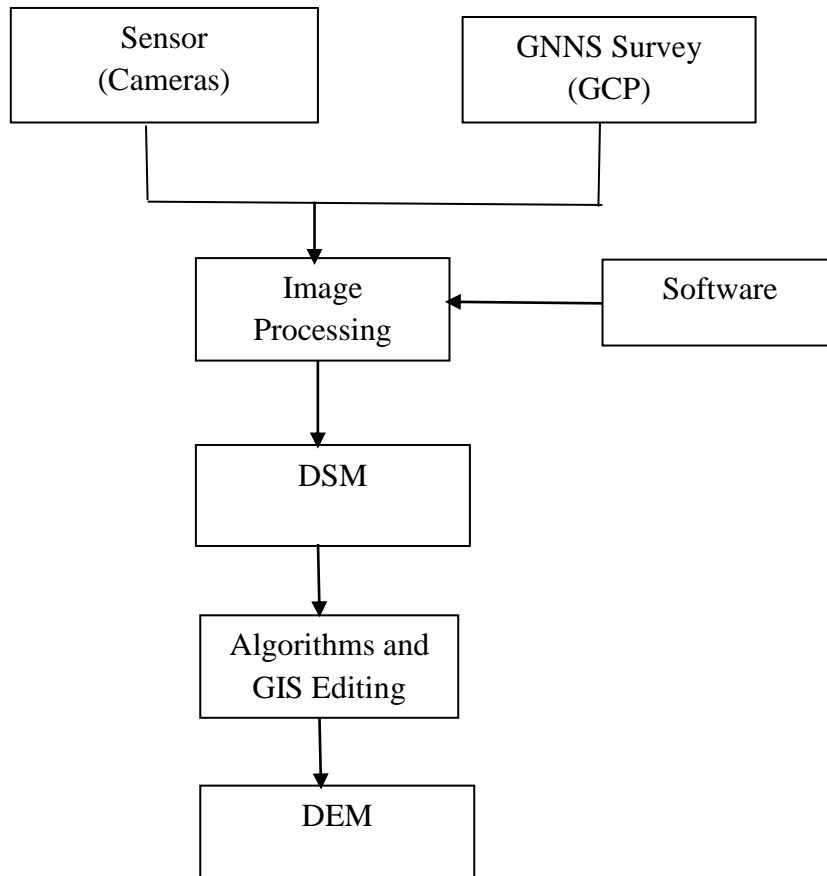 Sensor
(Cameras)
GNNS Survey
(GCP)
Image
Processing
Software
DSM
Algorithms and
GIS Editing
DEM